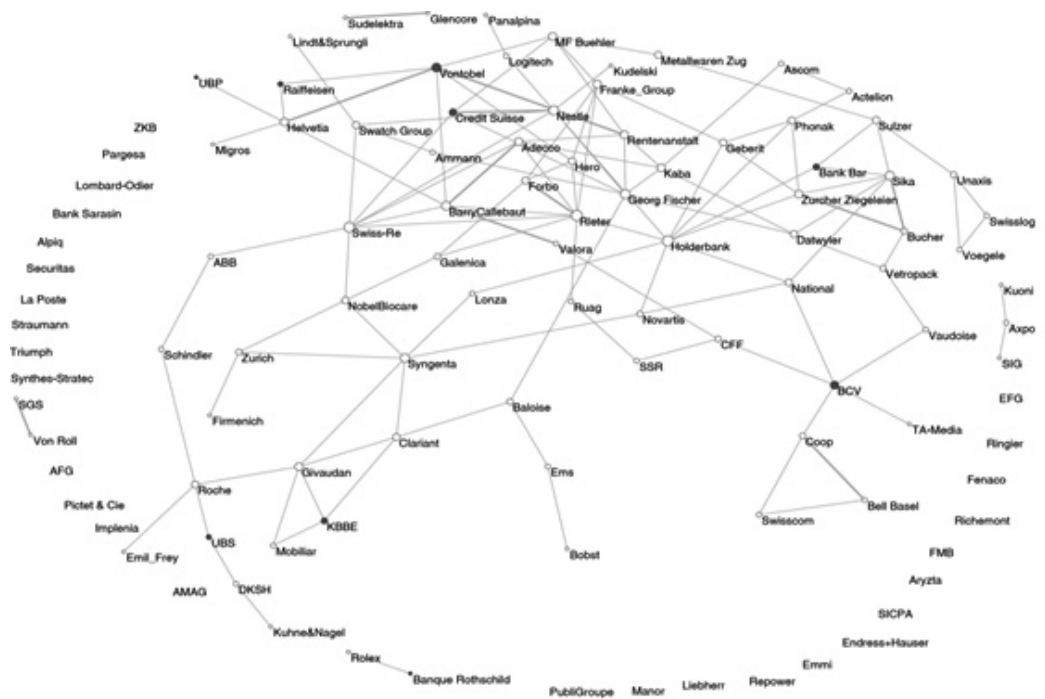 Sudelektra
Glencore
Panalpina
Lindt&Sprungli
MF Buehler
Logitech
Metallwaren Zug
Vontobel
Kudelski
Ascom
UBP
Raiffeisen
Franke_Group
Actelion
Credit Suisse
Nestle
ZKB
Helvetia
Swatch Group
Rentenanstalt
Phonak
Sulzer
Migros
Adecco
Geberit
Pargesa
Ammann
Hero
Kaba
Bank Bar
Sika
Unaxis
Lombard-Odier
Forbo
Georg Fischer
Zurcher Ziegeleien
Bank Sarasin
BarryCallebaut
Rieter
Swisslog
Swiss-Re
Datwyler
Bucher
Alpiq
Valora
Holderbank
Voegele
ABB
Galenica
Securitas
Vetropack
National
Kuoni
La Poste
NobelBiocare
Lonza
Ruag
Novartis
Straumann
Axpo
Vaudoise
CFF
Triumph
Schindler
Zurich
Syngenta
SSR
SIG
Synthes-Stratec
BCV
EFG
SGS
Baloise
Firmenich
TA-Media
Von Roll
Clariant
Coop
Ringier
AFG
Givaudan
Ems
Fenaco
Roche
Pictet & Cie
Bell Basel
Implenia
KBBE
Swisscom
Richemont
UBS
Emil_Frey
Mobiliar
Bobst
FMB
AMAG
DKSH
Aryzta
SICPA
Kuhne&Nagel
Endress+Hauser
Rolex
Emmi
Banque Rothschild
Repower
Liebherr
PubliGroupe
Manor